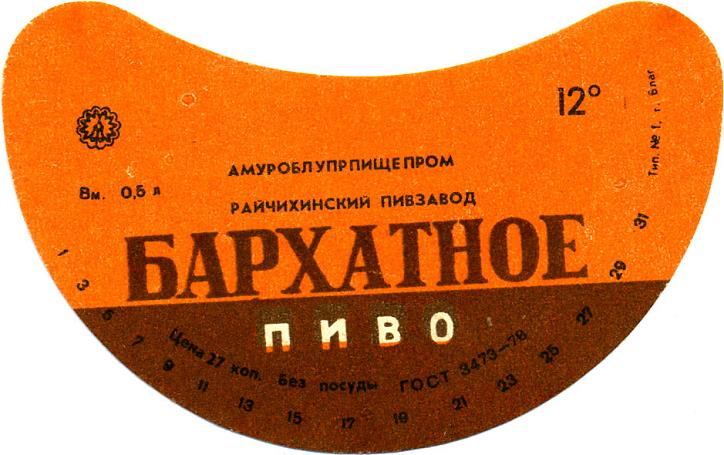 12°
Тип. № 1, г. Благ
АМУРОБЛУПРПИЩЕПРОМ
Вм. 0,5 л
РАЙЧИХИНСКИЙ ПИВЗАВОД
БАРХАТНОЕ
ПИВО
Цена 27 коп. Без посуды ГОСТ 3473—78
1 3 5 7 9 11 13 15 17 19 21 23 25 27 29 31